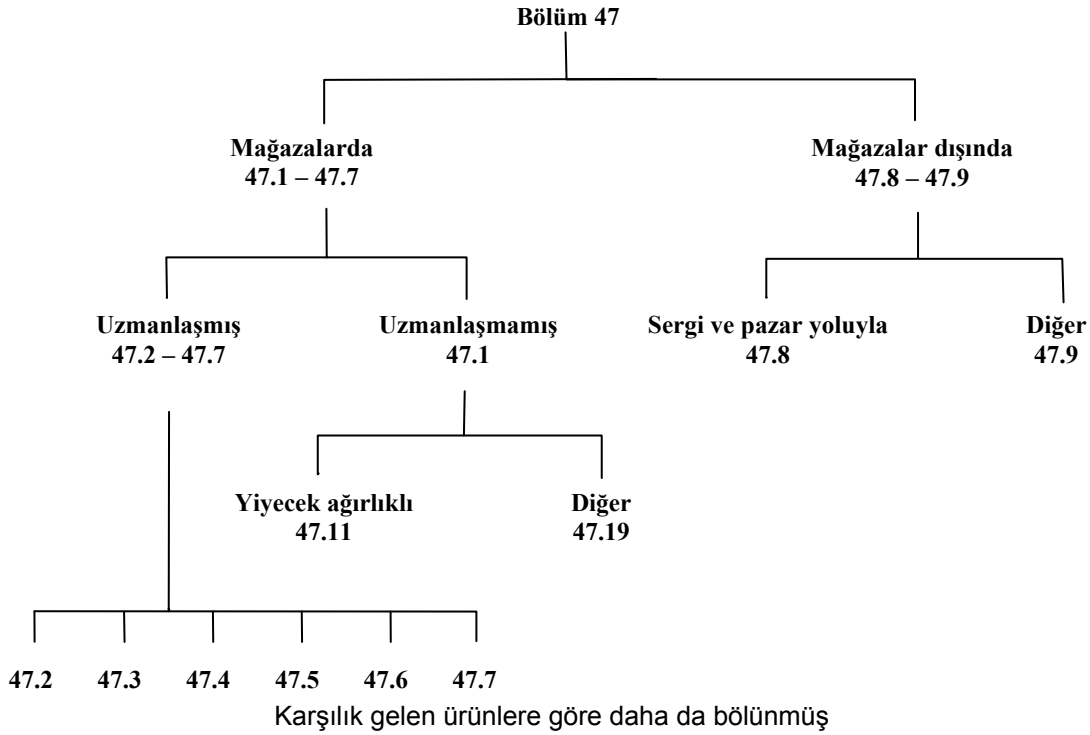 Bölüm 47
Mağazalarda
47.1 – 47.7
Mağazalar dışında
47.8 – 47.9
Uzmanlaşmış
47.2 – 47.7
Uzmanlaşmamış
47.1
Sergi ve pazar yoluyla
47.8
Diğer
47.9
Yiyecek ağırlıklı
47.11
Diğer
47.19
47.2 47.3 47.4 47.5 47.6 47.7
Karşılık gelen ürünlere göre daha da bölünmüş